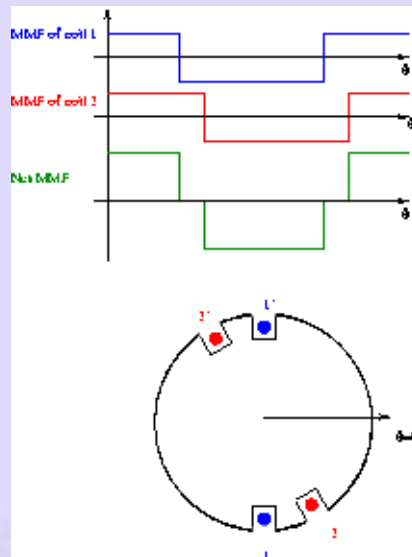 MMF of coil 1
θ
MMF of coil 2
θ
Net MMF
θ
1'
2'
θ
2
1